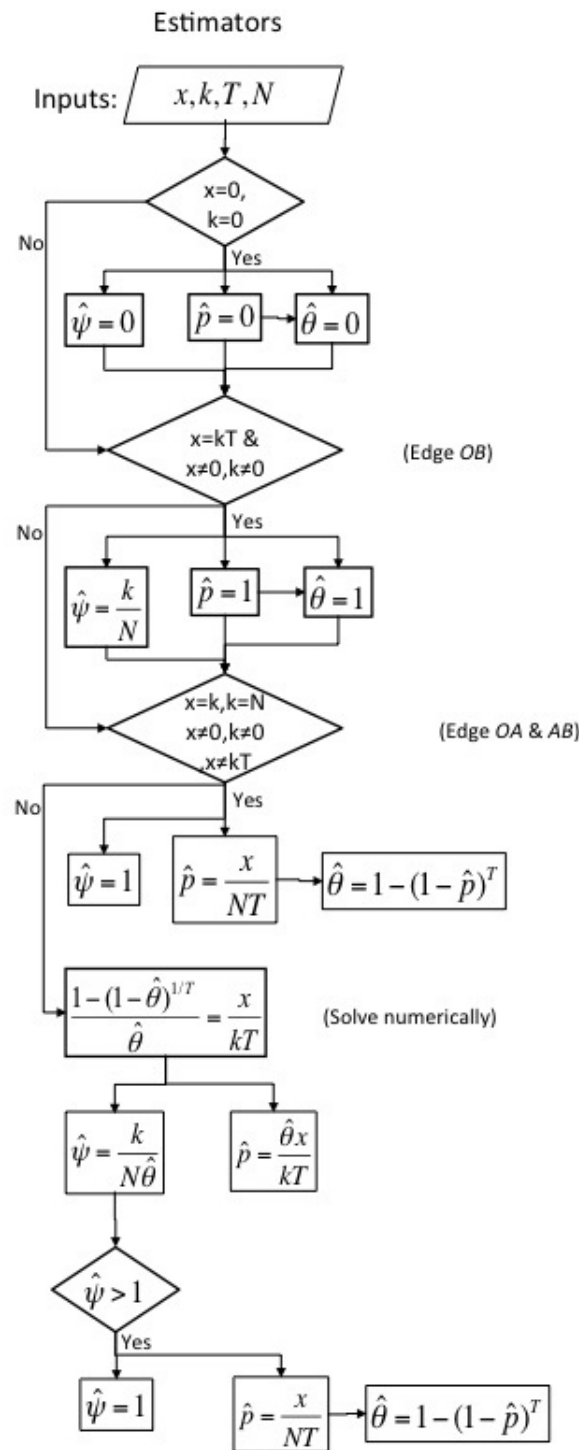 Estimators
Inputs: x, k, T, N
x=0,
k=0
No
Yes
ψ̂ = 0
p̂ = 0
θ̂ = 0
x=kT &
x≠0,k≠0
(Edge OB)
No
Yes
ψ̂ = k/N
p̂ = 1
θ̂ = 1
x=k,k=N
x≠0,k≠0
,x≠kT
(Edge OA & AB)
No
Yes
ψ̂ = 1
p̂ = x/NT
θ̂ = 1 − (1 − p̂)^T
1 − (1 − θ̂)^{1/T} / θ̂ = x/kT
(Solve numerically)
ψ̂ = k/Nθ̂
p̂ = θ̂x/kT
ψ̂ > 1
Yes
ψ̂ = 1
p̂ = x/NT
θ̂ = 1 − (1 − p̂)^T